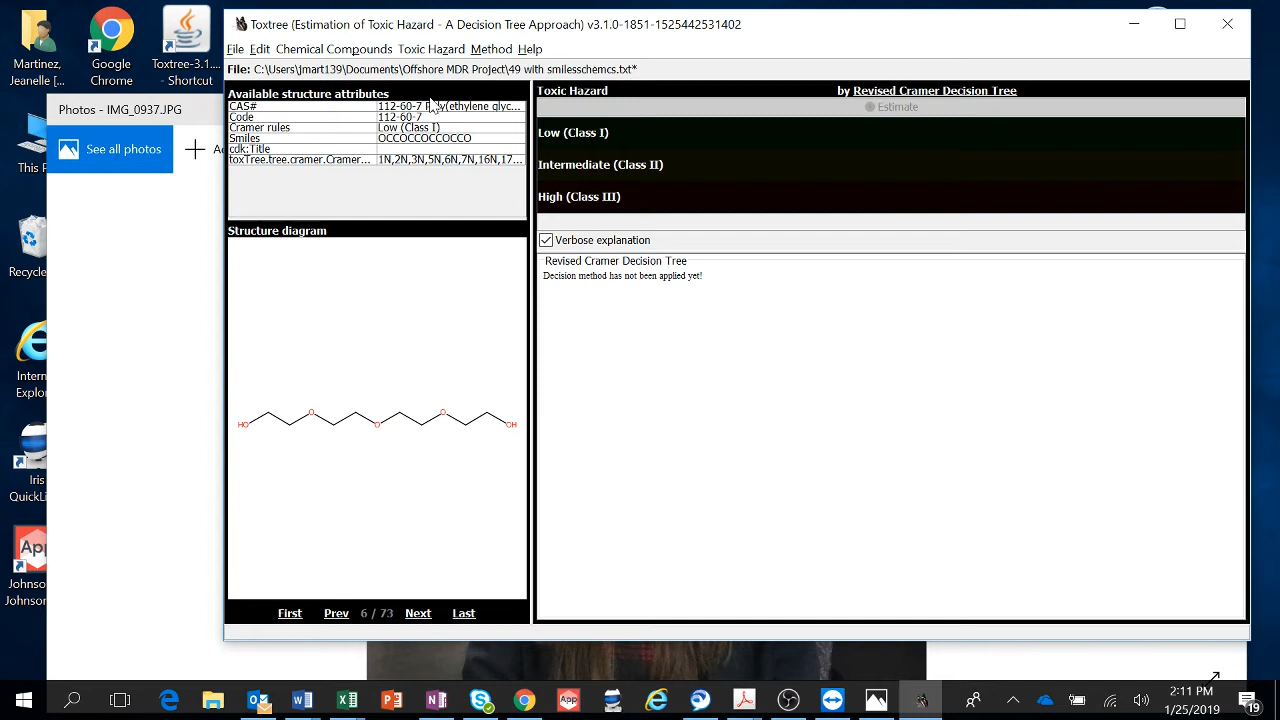 Martinez,
Jeanelle [...
Google
Chrome
Toxtree-3.1....
- Shortcut
This P
Recycle
Intern
Explo
Iris
QuickLi
App
Johnso
Johnso
Photos - IMG_0937.JPG
See all photos
A
Toxtree (Estimation of Toxic Hazard - A Decision Tree Approach) v3.1.0-1851-1525442531402
File Edit Chemical Compounds Toxic Hazard Method Help
File: C:\Users\jmart139\Documents\Offshore MDR Project\49 with smilesschemcs.txt*
Available structure attributes
CAS# 112-60-7
Code 112-60-7
Cramer rules Low (Class I)
Smiles OCCOCCOCCOCCO
cdk:Title
toxTree.tree.cramer.Cramer... 1N,2N,3N,5N,6N,7N,16N,17...
Structure diagram
HO O O O OH
First Prev 6 / 73 Next Last
Toxic Hazard by Revised Cramer Decision Tree
Estimate
Low (Class I)
Intermediate (Class II)
High (Class III)
Verbose explanation
Revised Cramer Decision Tree
Decision method has not been applied yet!
App
2:11 PM
1/25/2019
19